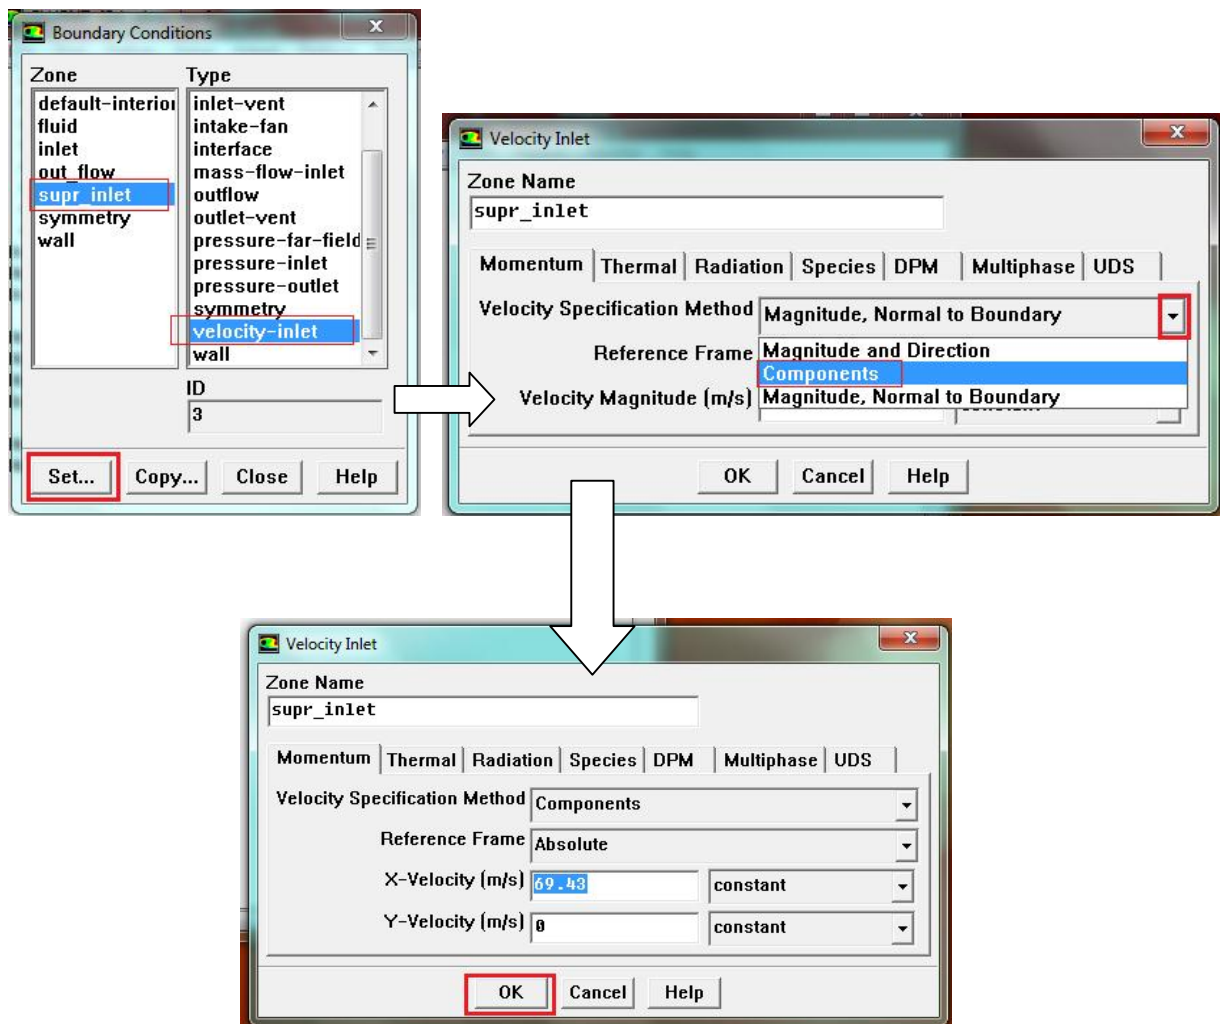 Boundary Conditions
Zone
Type
default-interior
fluid
inlet
out_flow
supr_inlet
symmetry
wall
inlet-vent
intake-fan
interface
mass-flow-inlet
outflow
outlet-vent
pressure-far-field
pressure-inlet
pressure-outlet
symmetry
velocity-inlet
wall
ID
3
Set... Copy... Close Help
Velocity Inlet
Zone Name
supr_inlet
Momentum Thermal Radiation Species DPM Multiphase UDS
Velocity Specification Method Magnitude, Normal to Boundary
Reference Frame Magnitude and Direction
Components
Velocity Magnitude (m/s) Magnitude, Normal to Boundary
constant
OK Cancel Help
Velocity Inlet
Zone Name
supr_inlet
Momentum Thermal Radiation Species DPM Multiphase UDS
Velocity Specification Method Components
Reference Frame Absolute
X-Velocity (m/s) 69.43 constant
Y-Velocity (m/s) 0 constant
OK Cancel Help